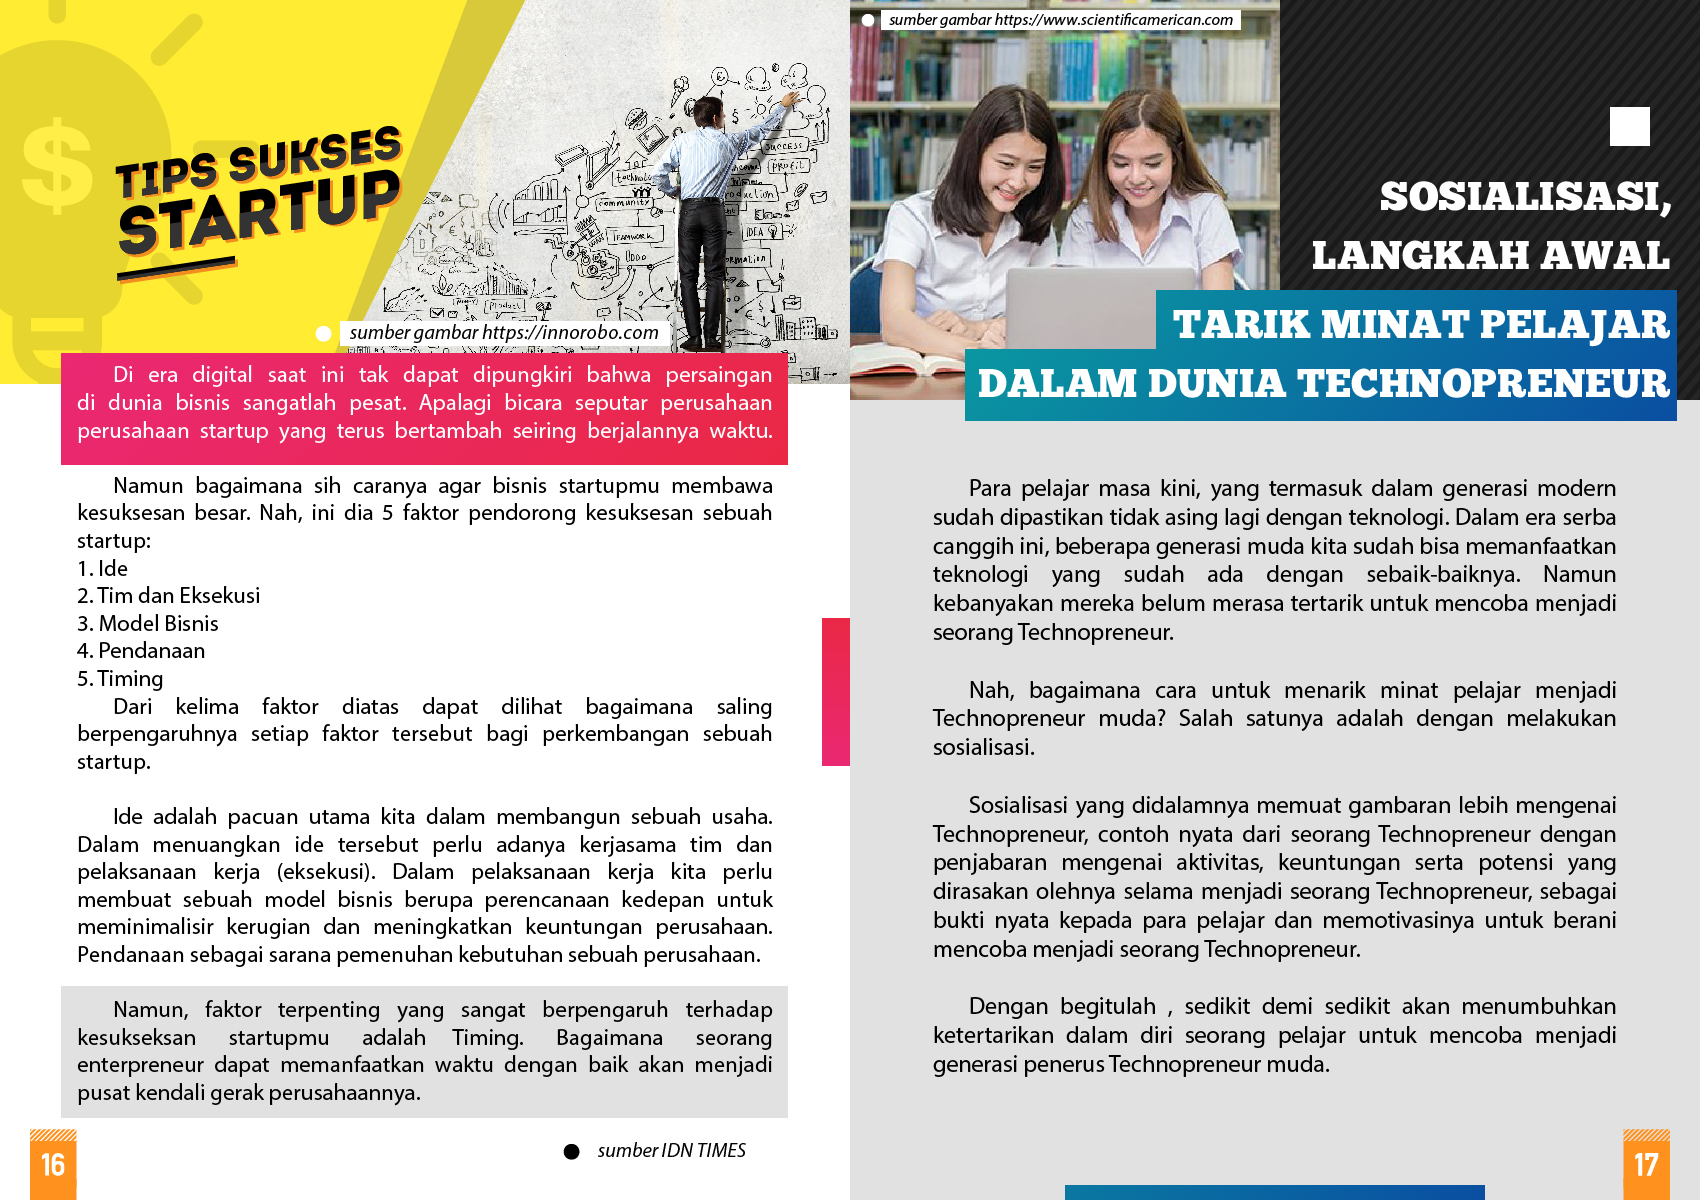 TIPS SUKSES
STARTUP
sumber gambar https://innorobo.com
Di era digital saat ini tak dapat dipungkiri bahwa persaingan
di dunia bisnis sangatlah pesat. Apalagi bicara seputar perusahaan
perusahaan startup yang terus bertambah seiring berjalannya waktu.
Namun bagaimana sih caranya agar bisnis startupmu membawa
kesuksesan besar. Nah, ini dia 5 faktor pendorong kesuksesan sebuah
startup:
1. Ide
2. Tim dan Eksekusi
3. Model Bisnis
4. Pendanaan
5. Timing
Dari kelima faktor diatas dapat dilihat bagaimana saling
berpengaruhnya setiap faktor tersebut bagi perkembangan sebuah
startup.
Ide adalah pacuan utama kita dalam membangun sebuah usaha.
Dalam menuangkan ide tersebut perlu adanya kerjasama tim dan
pelaksanaan kerja (eksekusi). Dalam pelaksanaan kerja kita perlu
membuat sebuah model bisnis berupa perencanaan kedepan untuk
meminimalisir kerugian dan meningkatkan keuntungan perusahaan.
Pendanaan sebagai sarana pemenuhan kebutuhan sebuah perusahaan.
Namun, faktor terpenting yang sangat berpengaruh terhadap
kesukseksan startupmu adalah Timing. Bagaimana seorang
enterpreneur dapat memanfaatkan waktu dengan baik akan menjadi
pusat kendali gerak perusahaannya.
sumber IDN TIMES
16
SUCCESS
PROFIL
community
TEAMWORK
IDEA
Product
sumber gambar https://www.scientificamerican.com
SOSIALISASI,
LANGKAH AWAL
TARIK MINAT PELAJAR
DALAM DUNIA TECHNOPRENEUR
Para pelajar masa kini, yang termasuk dalam generasi modern
sudah dipastikan tidak asing lagi dengan teknologi. Dalam era serba
canggih ini, beberapa generasi muda kita sudah bisa memanfaatkan
teknologi yang sudah ada dengan sebaik-baiknya. Namun
kebanyakan mereka belum merasa tertarik untuk mencoba menjadi
seorang Technopreneur.
Nah, bagaimana cara untuk menarik minat pelajar menjadi
Technopreneur muda? Salah satunya adalah dengan melakukan
sosialisasi.
Sosialisasi yang didalamnya memuat gambaran lebih mengenai
Technopreneur, contoh nyata dari seorang Technopreneur dengan
penjabaran mengenai aktivitas, keuntungan serta potensi yang
dirasakan olehnya selama menjadi seorang Technopreneur, sebagai
bukti nyata kepada para pelajar dan memotivasinya untuk berani
mencoba menjadi seorang Technopreneur.
Dengan begitulah , sedikit demi sedikit akan menumbuhkan
ketertarikan dalam diri seorang pelajar untuk mencoba menjadi
generasi penerus Technopreneur muda.
17